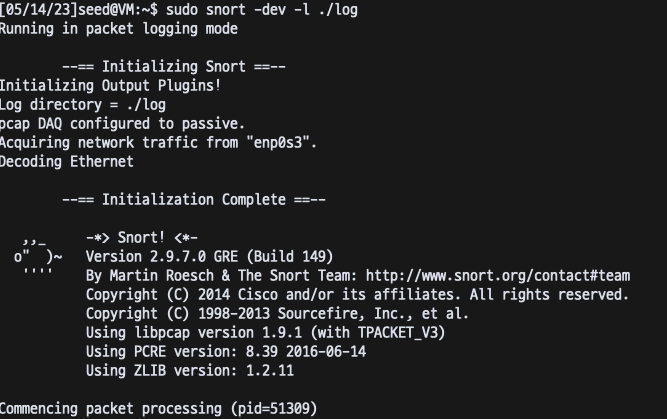 [05/14/23]seed@VM:~$ sudo snort -dev -l ./log
Running in packet logging mode
--== Initializing Snort ==--
Initializing Output Plugins!
Log directory = ./log
pcap DAQ configured to passive.
Acquiring network traffic from "enp0s3".
Decoding Ethernet
--== Initialization Complete ==--
,,_ -*> Snort! <*-
o" )~ Version 2.9.7.0 GRE (Build 149)
'''' By Martin Roesch & The Snort Team: http://www.snort.org/contact#team
Copyright (C) 2014 Cisco and/or its affiliates. All rights reserved.
Copyright (C) 1998-2013 Sourcefire, Inc., et al.
Using libpcap version 1.9.1 (with TPACKET_V3)
Using PCRE version: 8.39 2016-06-14
Using ZLIB version: 1.2.11
Commencing packet processing (pid=51309)